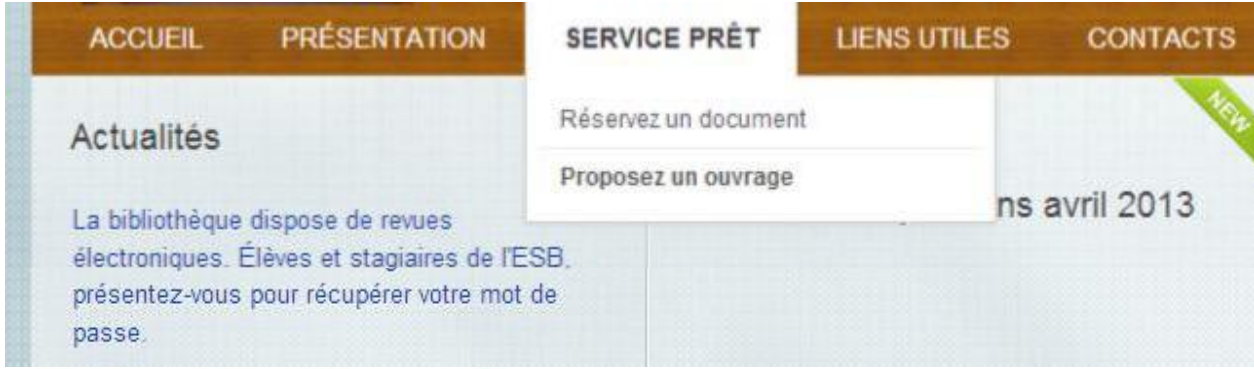 ACCUEIL PRÉSENTATION SERVICE PRÊT LIENS UTILES CONTACTS
NEW
Réservez un document
Proposez un ouvrage
Actualités
La bibliothèque dispose de revues
électroniques. Élèves et stagiaires de l'ESB,
présentez-vous pour récupérer votre mot de
passe.
avril 2013